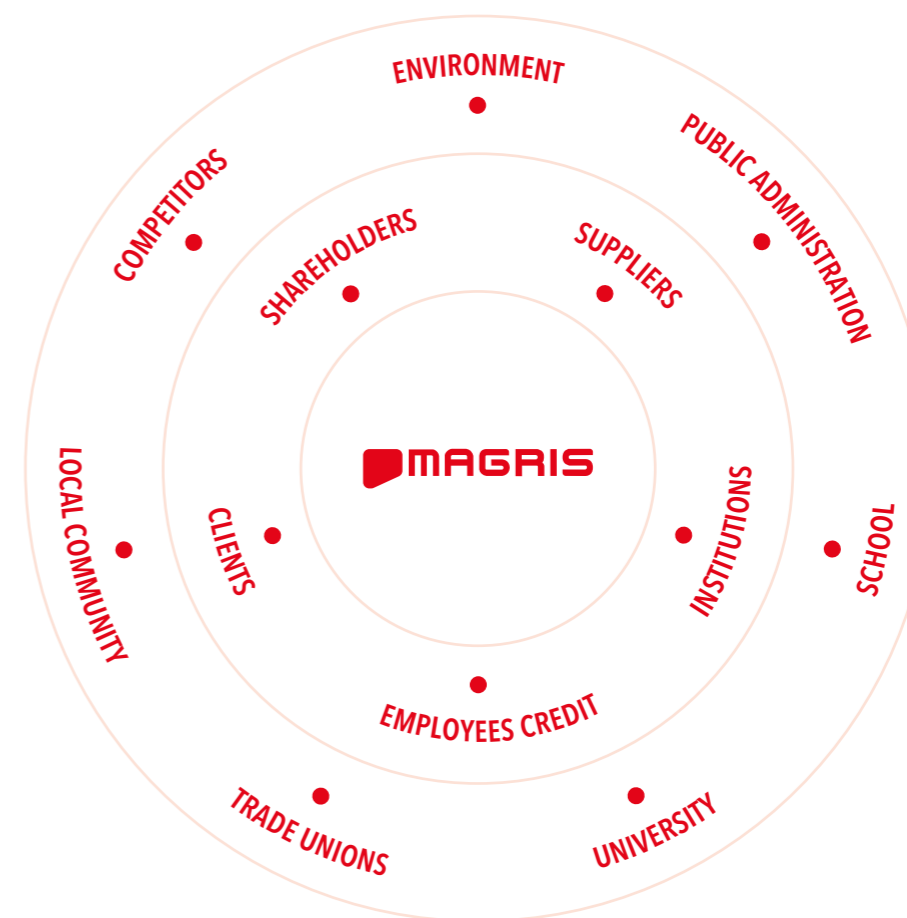 ENVIRONMENT
PUBLIC ADMINISTRATION
COMPETITORS
SHAREHOLDERS
SUPPLIERS
MAGRIS
LOCAL COMMUNITY
CLIENTS
INSTITUTIONS
SCHOOL
EMPLOYEES CREDIT
TRADE UNIONS
UNIVERSITY